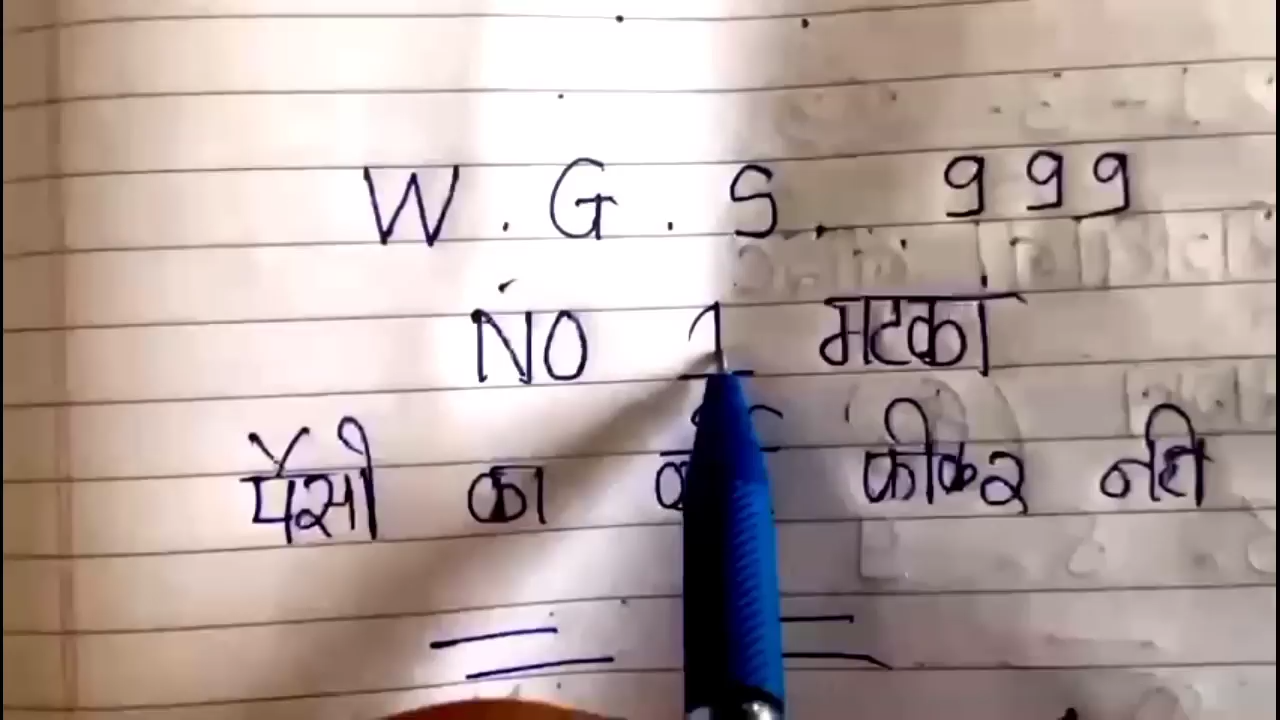 W . G . S . 999
NO 1 मटका
पैसो का फीकर नही